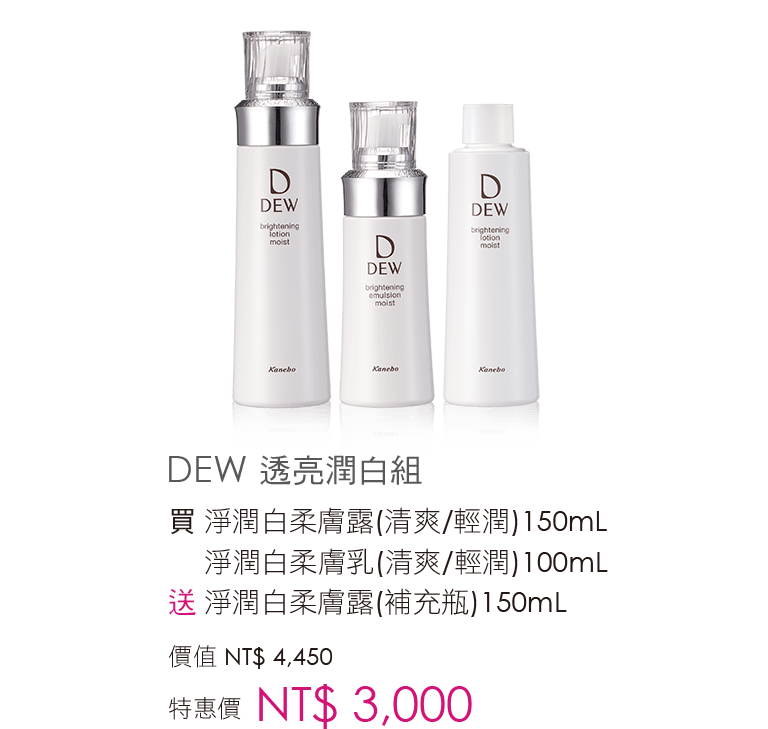 D
DEW
brightening
lotion
moist
Kanebo
D
DEW
brightening
emulsion
moist
Kanebo
D
DEW
brightening
lotion
moist
Kanebo
DEW 透亮潤白組
買 淨潤白柔膚露(清爽/輕潤)150mL
淨潤白柔膚乳(清爽/輕潤)100mL
送 淨潤白柔膚露(補充瓶)150mL
價值 NT$ 4,450
特惠價 NT$ 3,000